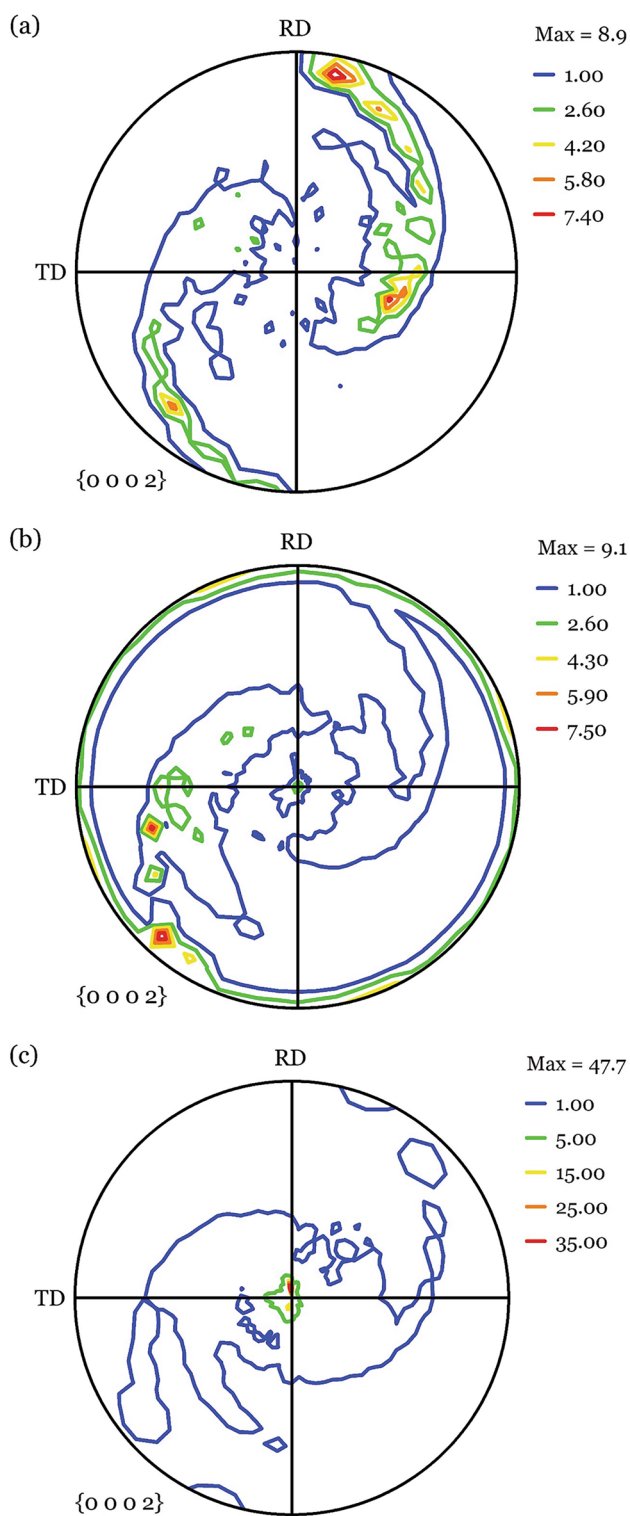 (a)
RD
Max = 8.9
1.00
2.60
4.20
5.80
7.40
TD
{0 0 0 2}
(b)
RD
Max = 9.1
1.00
2.60
4.30
5.90
7.50
TD
{0 0 0 2}
(c)
RD
Max = 47.7
1.00
5.00
15.00
25.00
35.00
TD
{0 0 0 2}